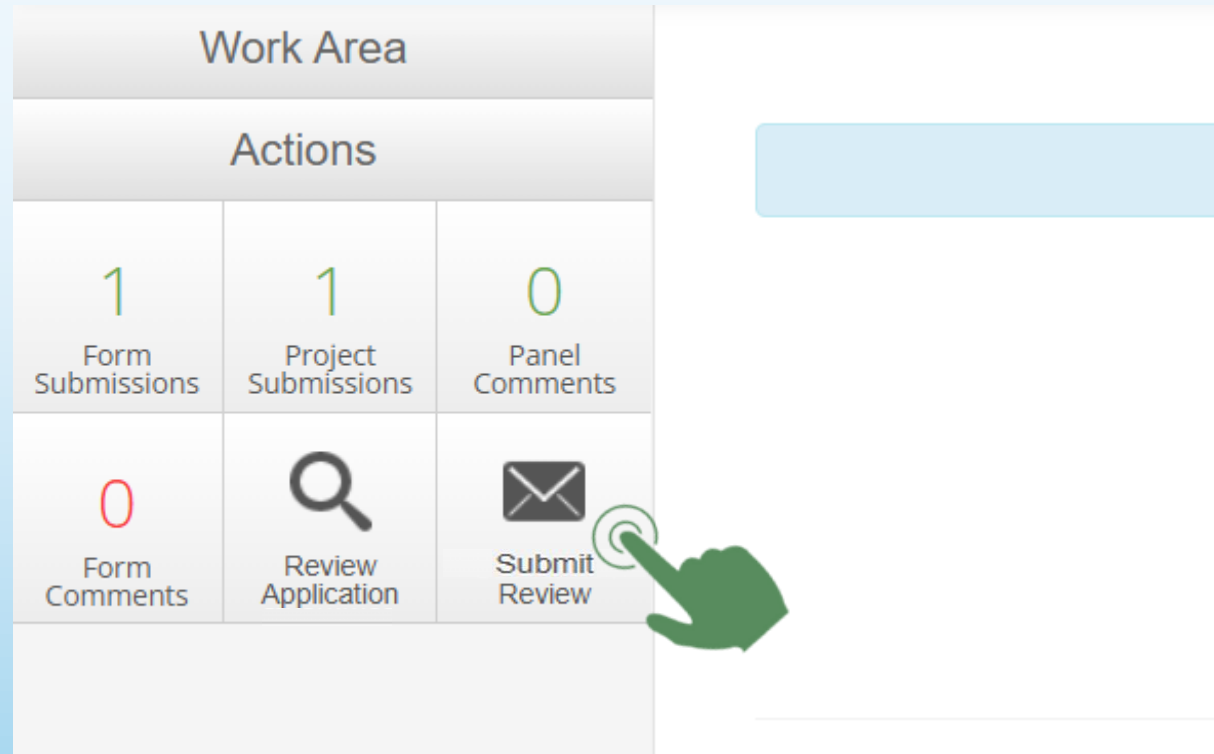 Work Area
Actions
1
1
0
Form
Submissions
Project
Submissions
Panel
Comments
0
Form
Comments
Review
Application
Submit
Review